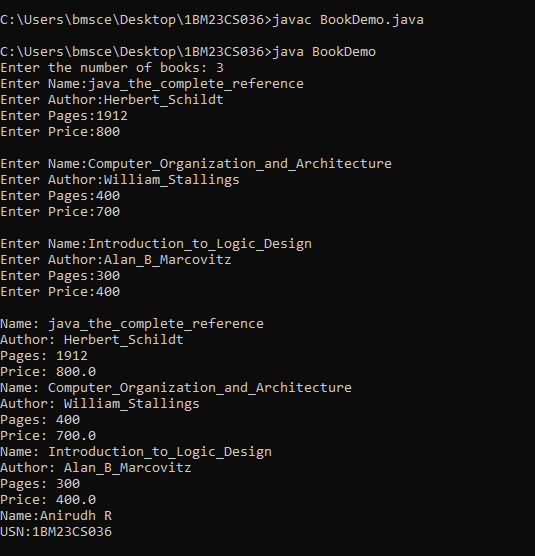 C:\Users\bmsce\Desktop\1BM23CS036>javac BookDemo.java
C:\Users\bmsce\Desktop\1BM23CS036>java BookDemo
Enter the number of books: 3
Enter Name:java_the_complete_reference
Enter Author:Herbert_Schildt
Enter Pages:1912
Enter Price:800
Enter Name:Computer_Organization_and_Architecture
Enter Author:William_Stallings
Enter Pages:400
Enter Price:700
Enter Name:Introduction_to_Logic_Design
Enter Author:Alan_B_Marcovitz
Enter Pages:300
Enter Price:400
Name: java_the_complete_reference
Author: Herbert_Schildt
Pages: 1912
Price: 800.0
Name: Computer_Organization_and_Architecture
Author: William_Stallings
Pages: 400
Price: 700.0
Name: Introduction_to_Logic_Design
Author: Alan_B_Marcovitz
Pages: 300
Price: 400.0
Name:Anirudh R
USN:1BM23CS036